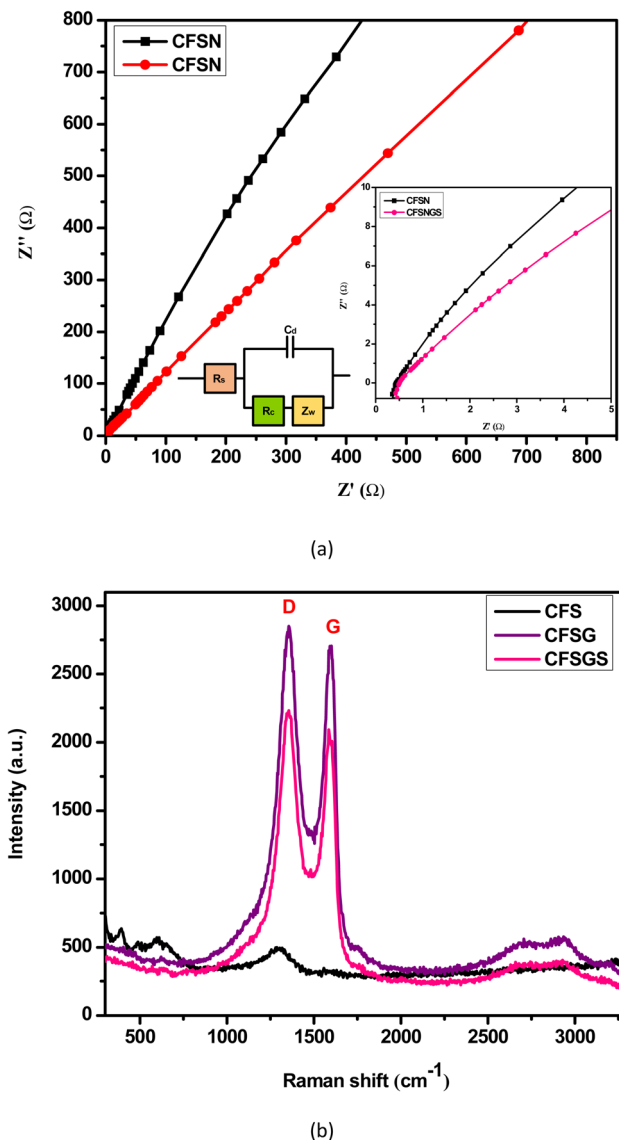 800
700
600
500
400
300
200
100
0
Z'' (Ω)
CFSN
CFSN
10
8
6
4
2
0
Z'' (Ω)
CFSN
CFSNGS
0 1 2 3 4 5
Z' (Ω)
Cd
Rs
Rc Zw
0 100 200 300 400 500 600 700 800
Z' (Ω)
(a)
3000
2500
2000
1500
1000
500
0
Intensity (a.u.)
D
G
CFS
CFSG
CFSGS
500 1000 1500 2000 2500 3000
Raman shift (cm⁻¹)
(b)